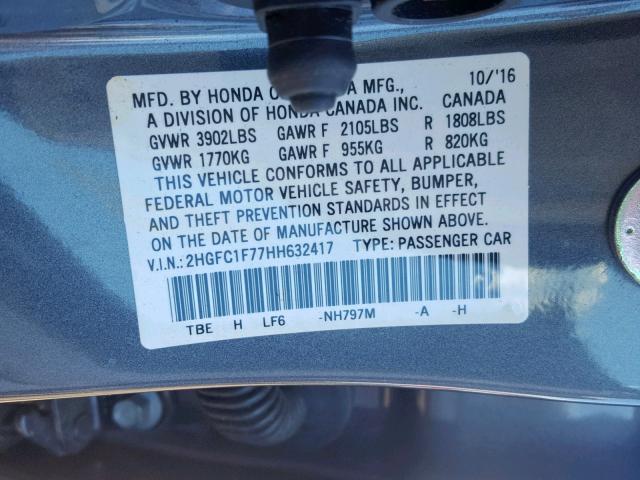 MFD. BY HONDA OF MFG., 10/'16
A DIVISION OF HONDA CANADA INC. CANADA
GVWR 3902LBS GAWR F 2105LBS R 1808LBS
GVWR 1770KG GAWR F 955KG R 820KG
THIS VEHICLE CONFORMS TO ALL APPLICABLE
FEDERAL MOTOR VEHICLE SAFETY, BUMPER,
AND THEFT PREVENTION STANDARDS IN EFFECT
ON THE DATE OF MANUFACTURE SHOWN ABOVE.
V.I.N.: 2HGFC1F77HH632417 TYPE: PASSENGER CAR
TBE H LF6 -NH797M -A -H